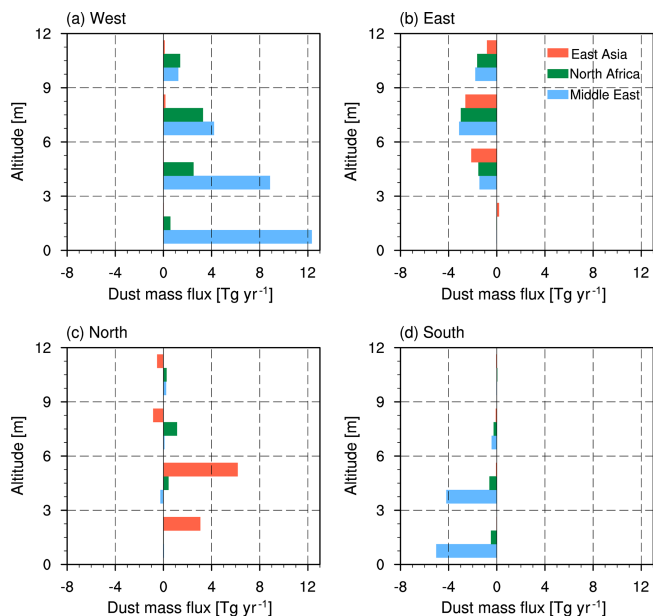 (a) West
(b) East
12
9
6
3
0
Altitude [m]
-8 -4 0 4 8 12
Dust mass flux [Tg yr⁻¹]
12
9
6
3
0
Altitude [m]
East Asia
North Africa
Middle East
-8 -4 0 4 8 12
Dust mass flux [Tg yr⁻¹]
(c) North
(d) South
12
9
6
3
0
Altitude [m]
-8 -4 0 4 8 12
Dust mass flux [Tg yr⁻¹]
12
9
6
3
0
Altitude [m]
-8 -4 0 4 8 12
Dust mass flux [Tg yr⁻¹]